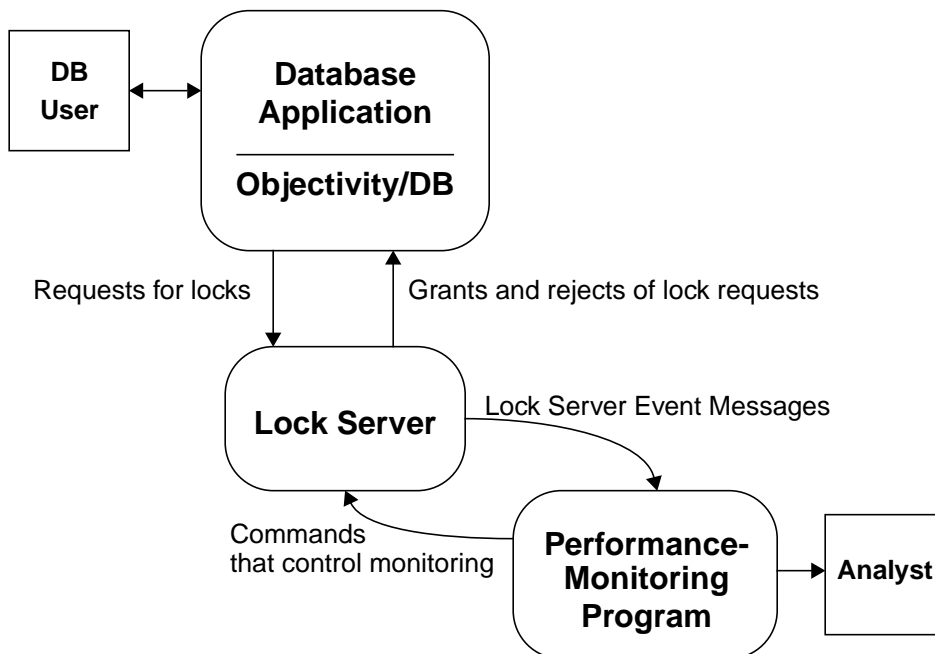 DB
User
Database
Application
Objectivity/DB
Requests for locks
Grants and rejects of lock requests
Lock Server
Lock Server Event Messages
Commands
that control monitoring
Performance-
Monitoring
Program
Analyst